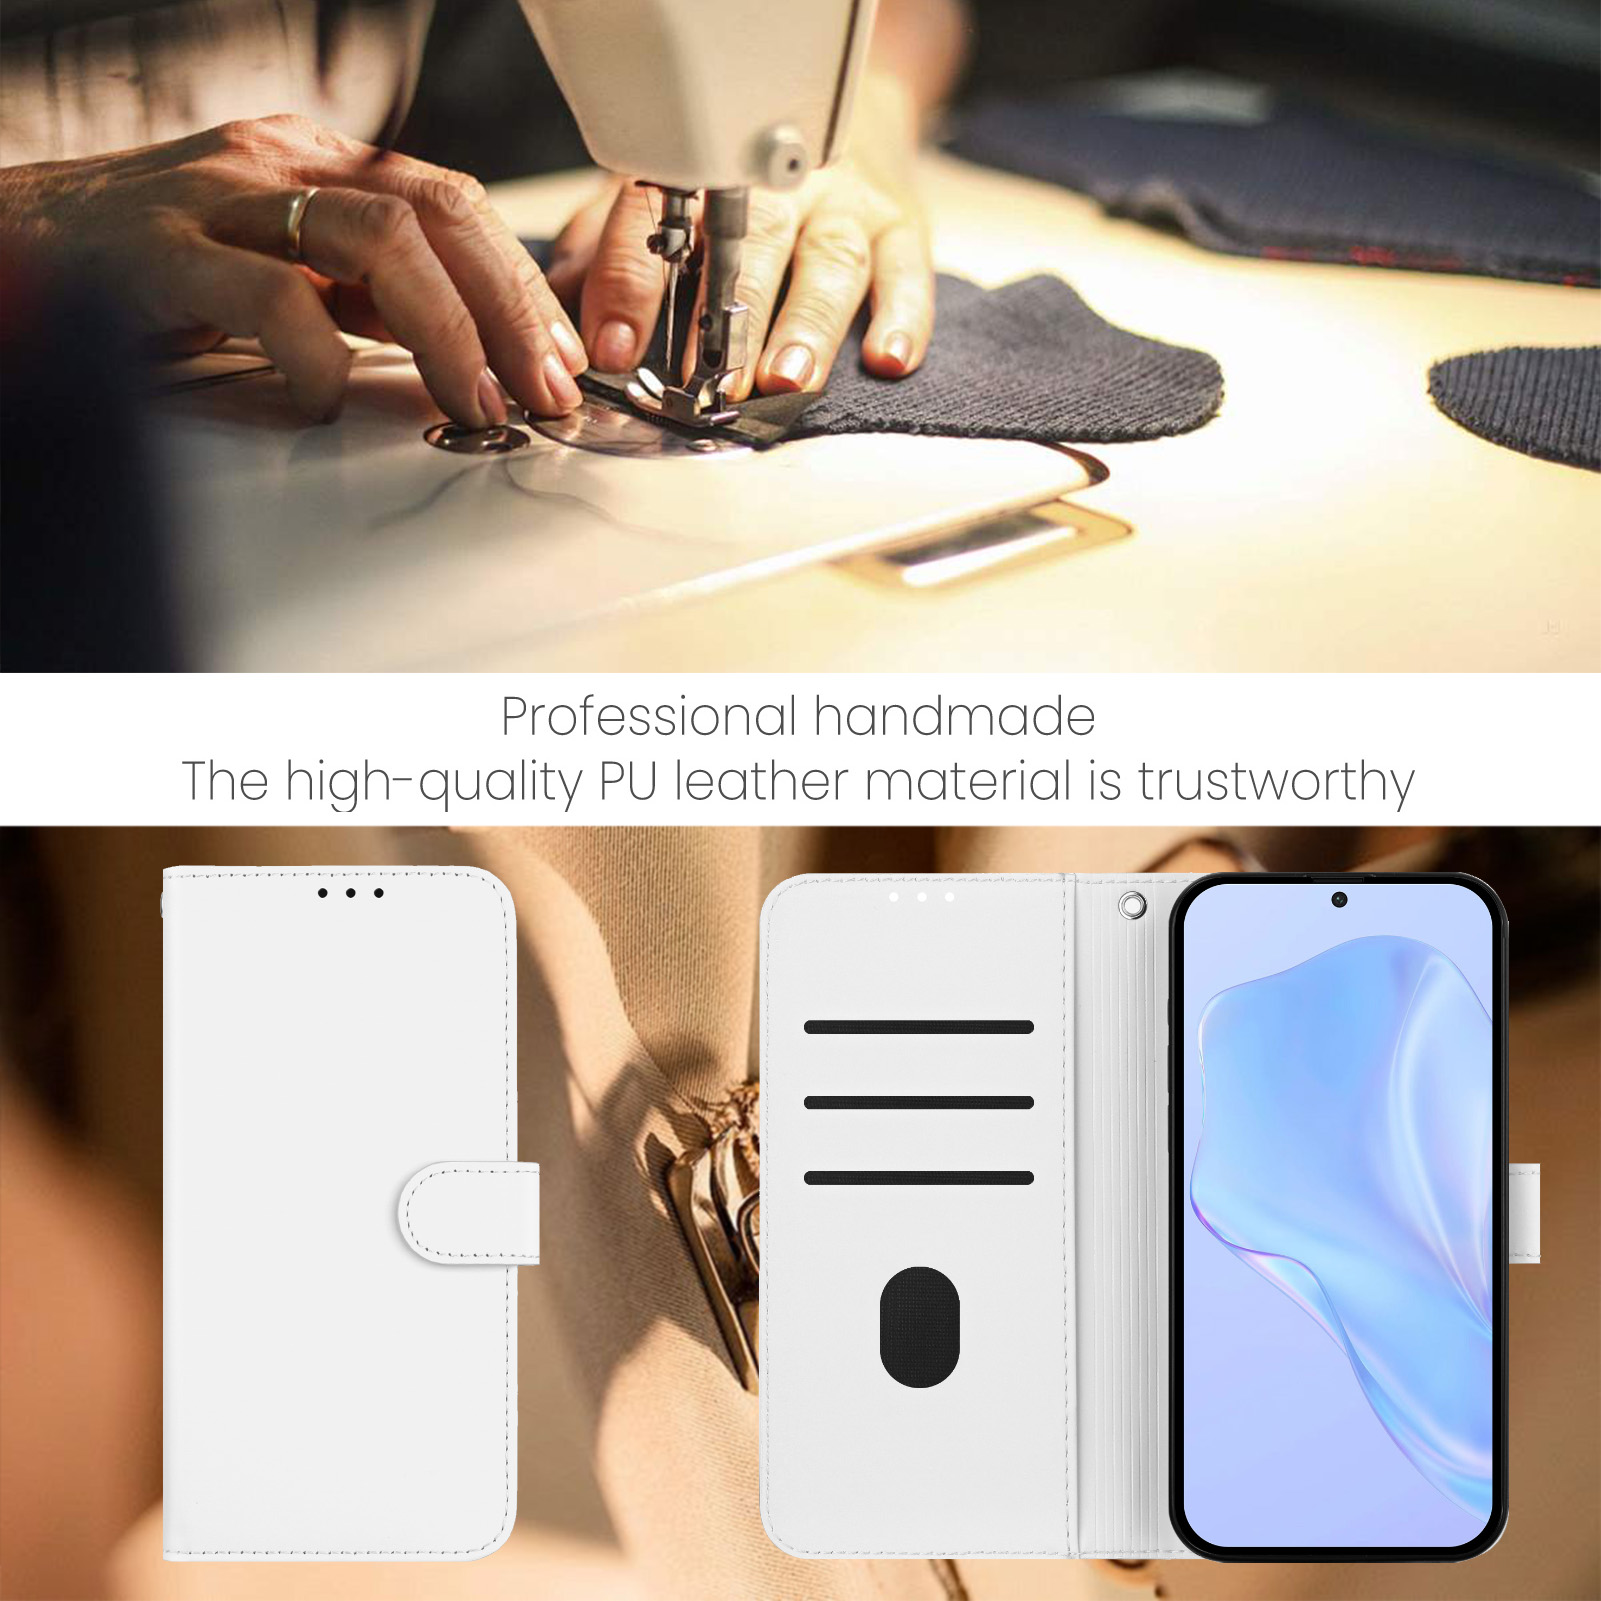 Professional handmade
The high-quality PU leather material is trustworthy